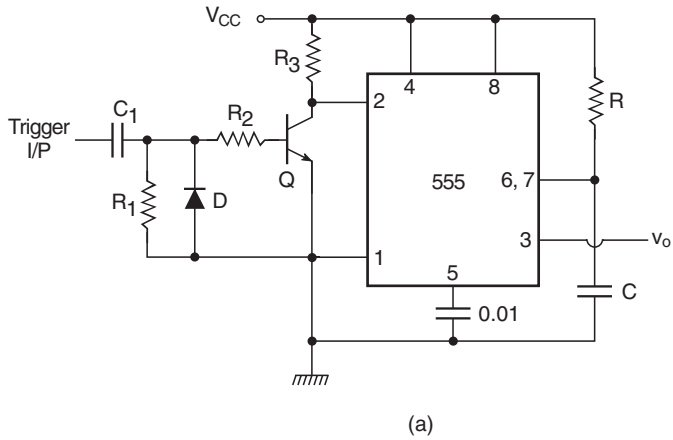 V_CC
R_3
4
8
C_1
R_2
2
R
Trigger
I/P
Q
555
6, 7
R_1
D
3
v_o
1
5
C
0.01
(a)